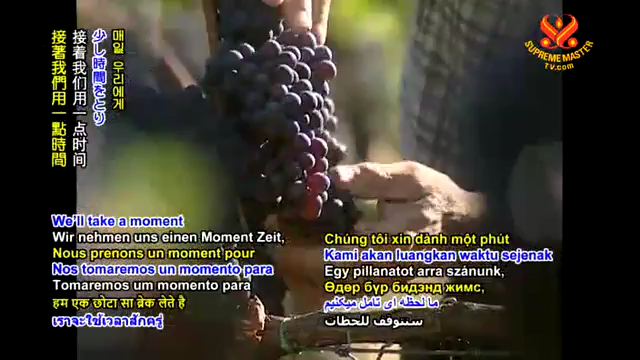 매일 우리에게
少し時間をとり
接着我们用一点时间
接著我們用一點時間
SUPREME MASTER
TV.com
We'll take a moment
Wir nehmen uns einen Moment Zeit,
Nous prenons un moment pour
Nos tomaremos un momento para
Tomaremos um momento para
हम एक छोटा सा ब्रेक लेते है
เราจะใช้เวลาสักครู่
Chúng tôi xin dành một phút
Kami akan luangkan waktu sejenak
Egy pillanatot arra szánunk,
Өдөр бүр бидэнд жимс,
ما لحظه ای تامل میکنیم
سنتوقف للحظات